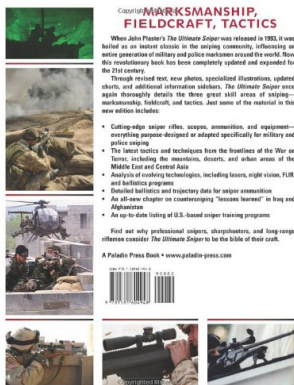 MARKSMANSHIP,
FIELDCRAFT, TACTICS
When John Plaster's The Ultimate Sniper was released in 1993, it was
hailed as an instant classic in the sniping community, influencing an
entire generation of military and police marksmen around the world. Now
this revolutionary book has been completely updated and expanded for
the 21st century.
Through revised text, new photos, specialized illustrations, updated
charts, and additional information sidebars, The Ultimate Sniper once
again thoroughly details the three great skill areas of sniping—
marksmanship, fieldcraft, and tactics. Just some of the material in this
new edition includes:
• Cutting-edge sniper rifles, scopes, ammunition, and equipment—
everything purpose-designed or adapted specifically for military and
police sniping
• The latest tactics and techniques from the frontlines of the War on
Terror, including the mountains, deserts, and urban areas of the
Middle East and Central Asia
• Analysis of evolving technologies, including lasers, night vision, FLIR,
and ballistics programs
• Detailed ballistics and trajectory data for sniper ammunition
• An all-new chapter on countersniping "lessons learned" in Iraq and
Afghanistan
• An up-to-date listing of U.S.-based sniper training programs
Find out why professional snipers, sharpshooters, and long-range
riflemen consider The Ultimate Sniper to be the bible of their craft.
A Paladin Press Book • www.paladin-press.com
90000